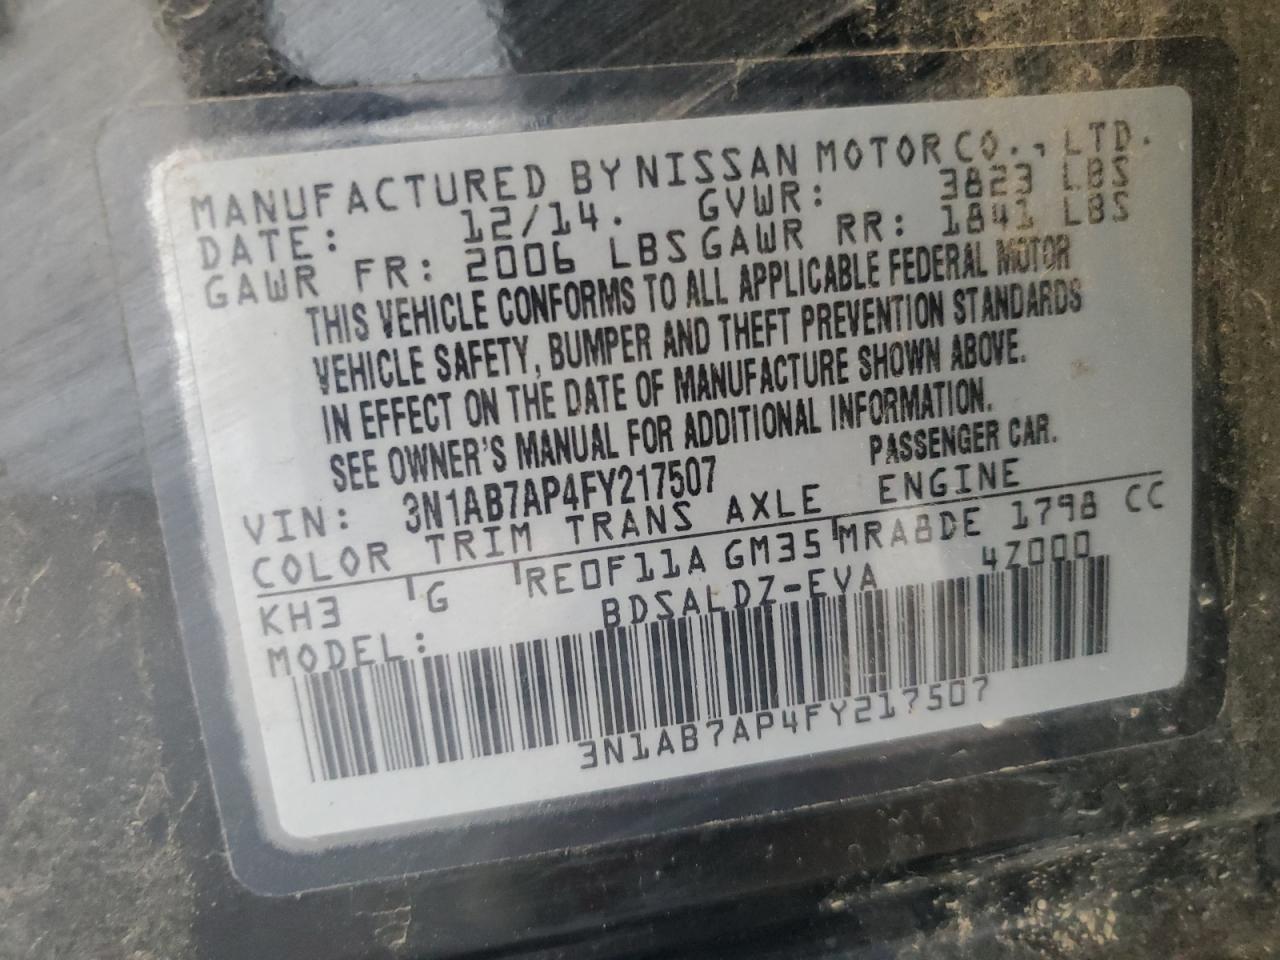 MANUFACTURED BY NISSAN MOTOR CO., LTD.
DATE: 12/14. GVWR: 3823 LBS
GAWR FR: 2006 LBS GAWR RR: 1841 LBS
THIS VEHICLE CONFORMS TO ALL APPLICABLE FEDERAL MOTOR
VEHICLE SAFETY, BUMPER AND THEFT PREVENTION STANDARDS
IN EFFECT ON THE DATE OF MANUFACTURE SHOWN ABOVE.
SEE OWNER'S MANUAL FOR ADDITIONAL INFORMATION.
VIN: 3N1AB7AP4FY217507 PASSENGER CAR.
COLOR TRIM TRANS AXLE ENGINE
KH3 G RE0F11A GM35 MRA8DE 1798 CC
MODEL: BDSALDZ-EVA 4Z000
3N1AB7AP4FY217507